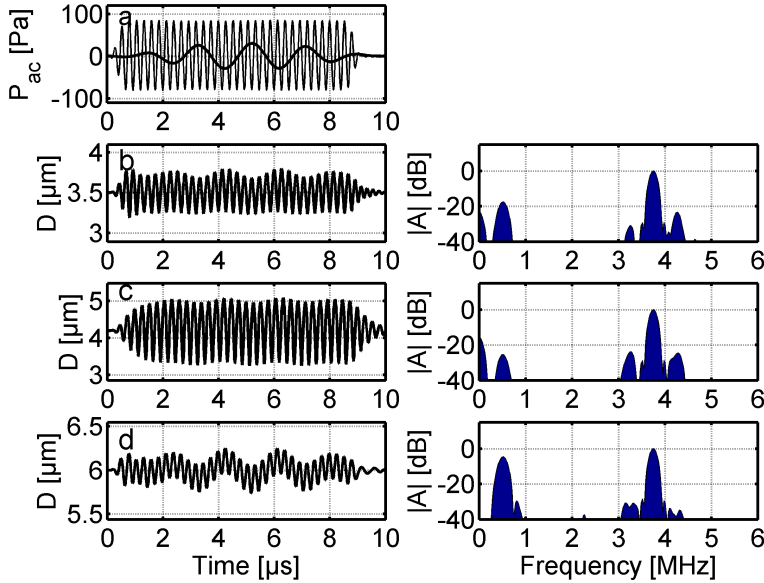 a
P_ac [Pa]
100
0
-100
0 2 4 6 8 10
b
D [µm]
4
3.5
3
0 2 4 6 8 10
|A| [dB]
0
-20
-40
0 1 2 3 4 5 6
c
D [µm]
5
4
3
0 2 4 6 8 10
|A| [dB]
0
-20
-40
0 1 2 3 4 5 6
d
D [µm]
6.5
6
5.5
0 2 4 6 8 10
Time [µs]
|A| [dB]
0
-20
-40
0 1 2 3 4 5 6
Frequency [MHz]